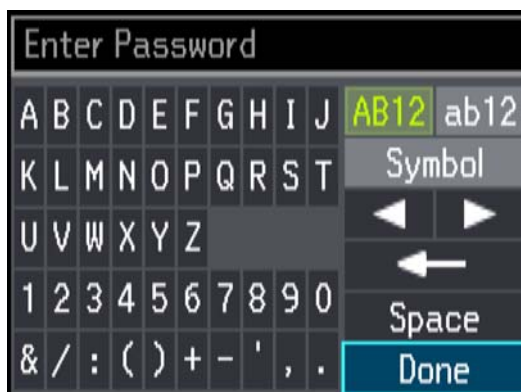 Enter Password
A B C D E F G H I J AB12 ab12
K L M N O P Q R S T Symbol
U V W X Y Z
1 2 3 4 5 6 7 8 9 0 Space
& / : ( ) + - ' , . Done